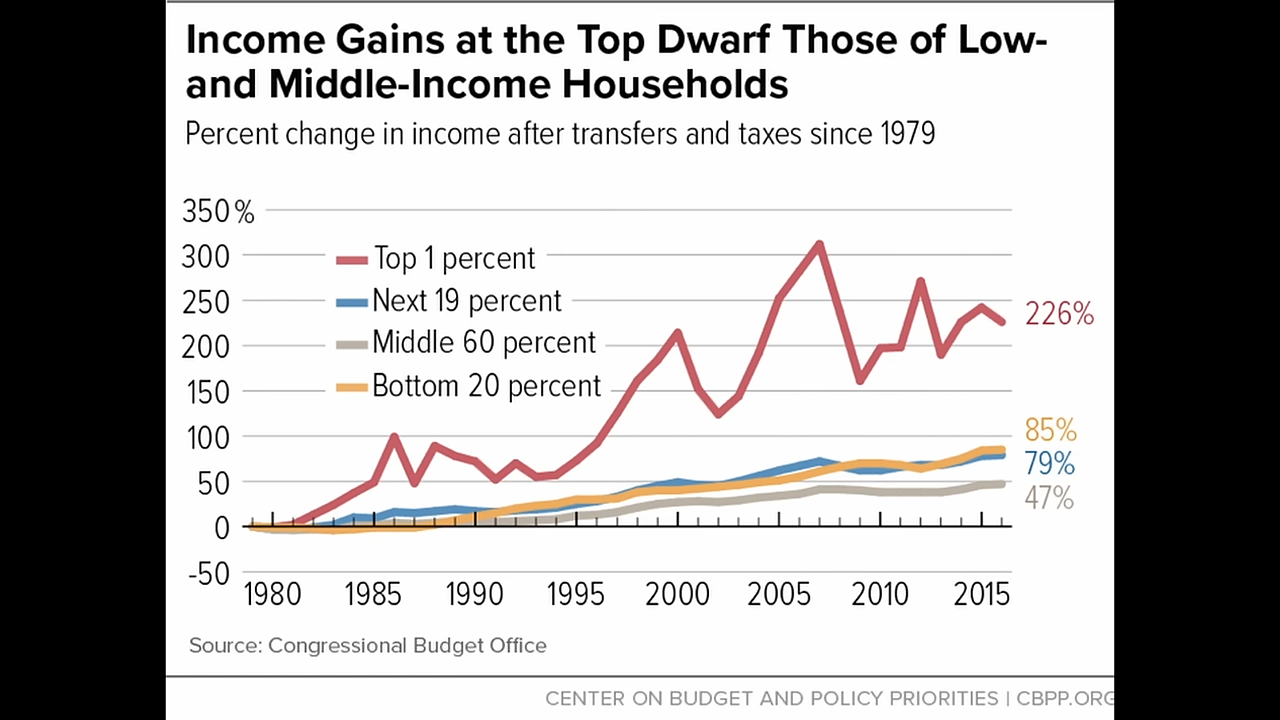 Income Gains at the Top Dwarf Those of Low-
and Middle-Income Households
Percent change in income after transfers and taxes since 1979
350%
300
250
200
150
100
50
0
-50
Top 1 percent
Next 19 percent
Middle 60 percent
Bottom 20 percent
226%
85%
79%
47%
1980 1985 1990 1995 2000 2005 2010 2015
Source: Congressional Budget Office
CENTER ON BUDGET AND POLICY PRIORITIES | CBPP.ORG